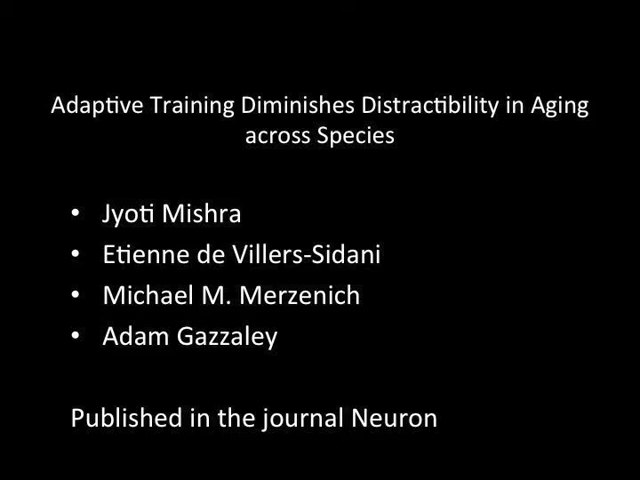 Adaptive Training Diminishes Distractibility in Aging
across Species
• Jyoti Mishra
• Etienne de Villers-Sidani
• Michael M. Merzenich
• Adam Gazzaley
Published in the journal Neuron